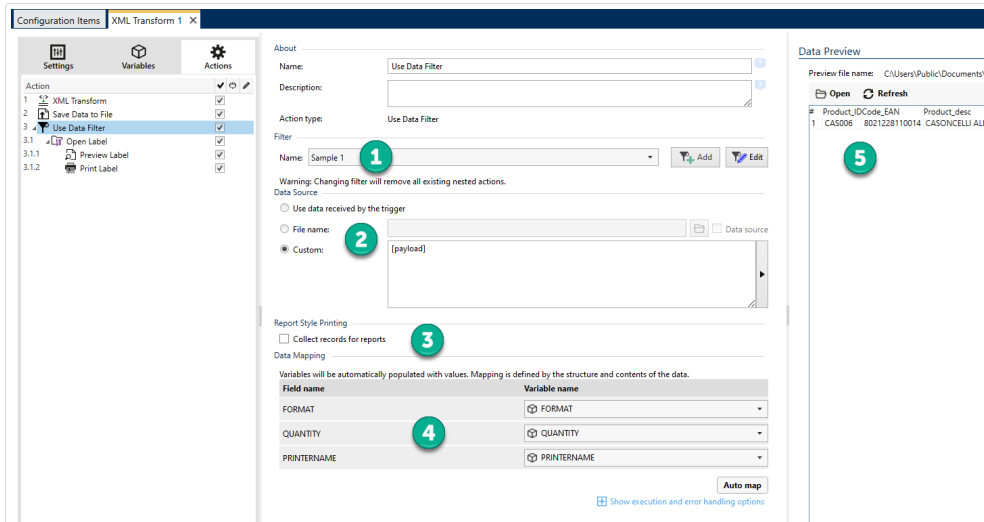 Configuration Items XML Transform 1 ×
Settings Variables Actions
Action
1 XML Transform
2 Save Data to File
3 Use Data Filter
3.1 Open Label
3.1.1 Preview Label
3.1.2 Print Label
About
Name: Use Data Filter
Description:
Action type: Use Data Filter
Filter
Name: Sample 1 1 Add Edit
Warning: Changing filter will remove all existing nested actions.
Data Source
Use data received by the trigger
File name: Data source
2
Custom: [payload]
Report Style Printing
Collect records for reports 3
Data Mapping
Variables will be automatically populated with values. Mapping is defined by the structure and contents of the data.
Field name Variable name
FORMAT FORMAT
QUANTITY 4 QUANTITY
PRINTERNAME PRINTERNAME
Auto map
Show execution and error handling options
Data Preview
Preview file name: C:\Users\Public\Documents\
Open Refresh
# Product_IDCode_EAN Product_desc
1 CAS006 8021228110014 CASONCELLI ALL
5